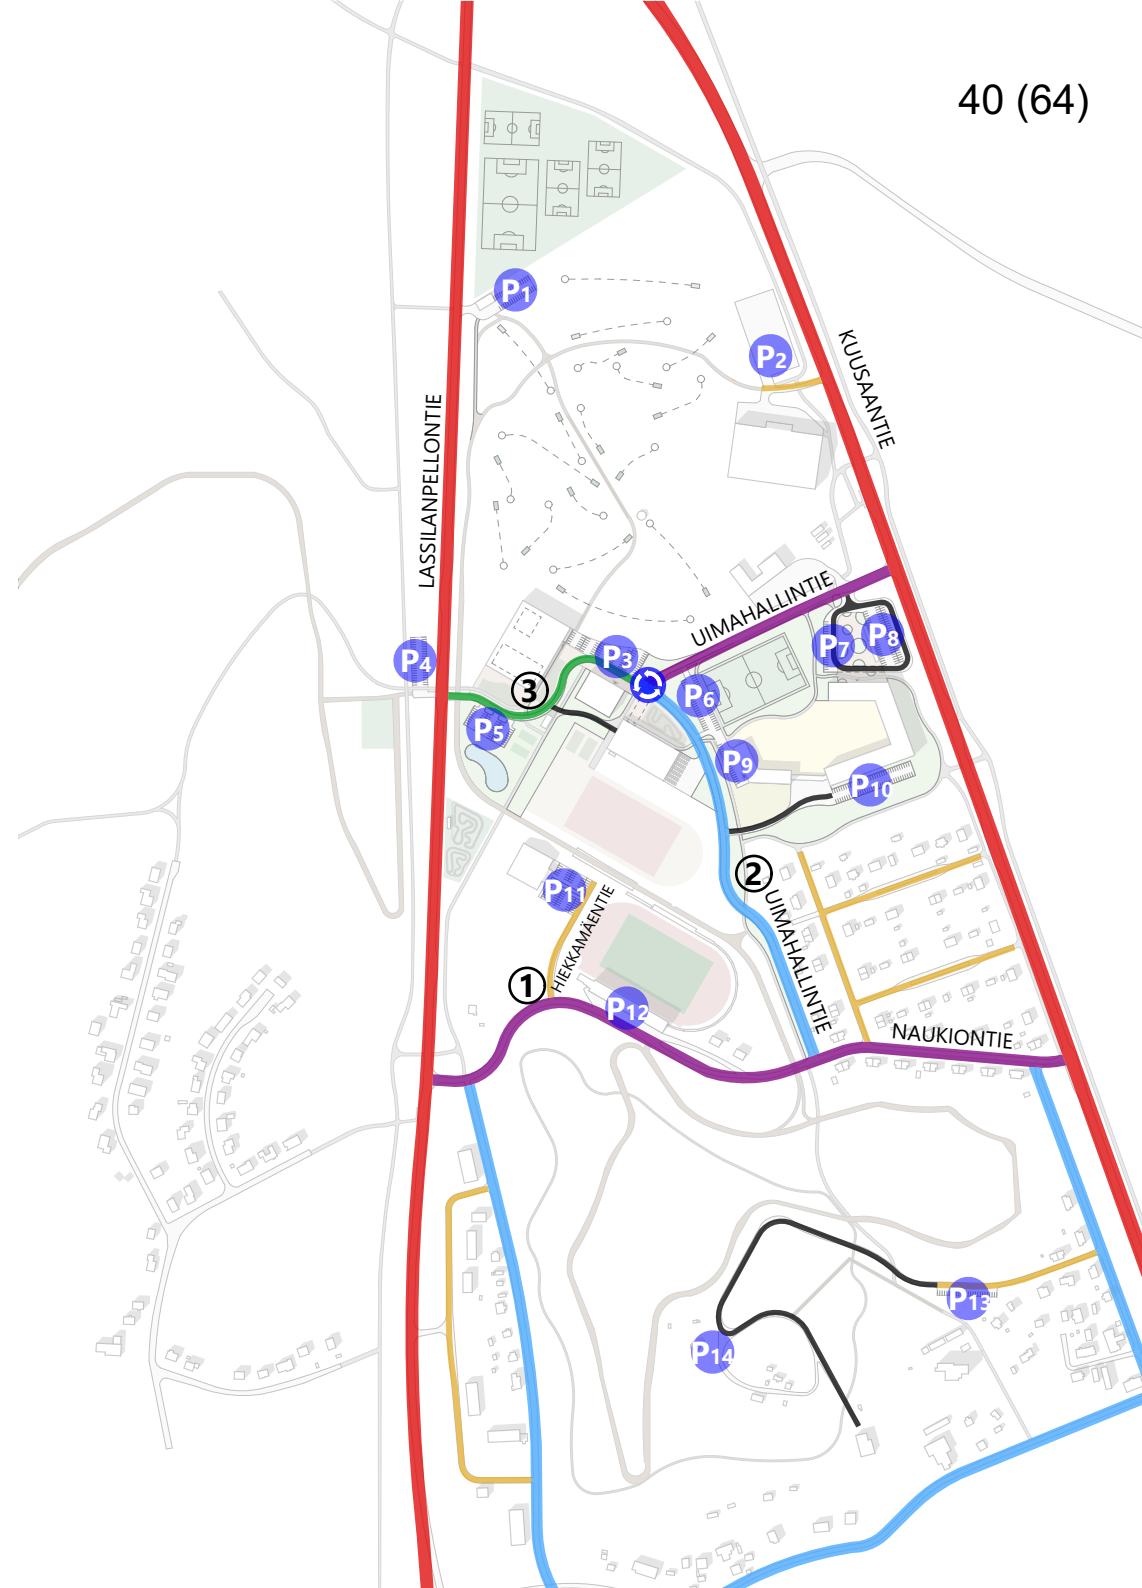 40 (64)
P1
KUUSAANTIE
P2
LASSILANPELLONTIE
UIMAHALLINTIE
P7
P8
P3
P4
3
P6
P5
P9
P10
2
P11
HIEKKAMÄENTIE
UIMAHALLINTIE
1
P12
NAUKIONTIE
P13
P14